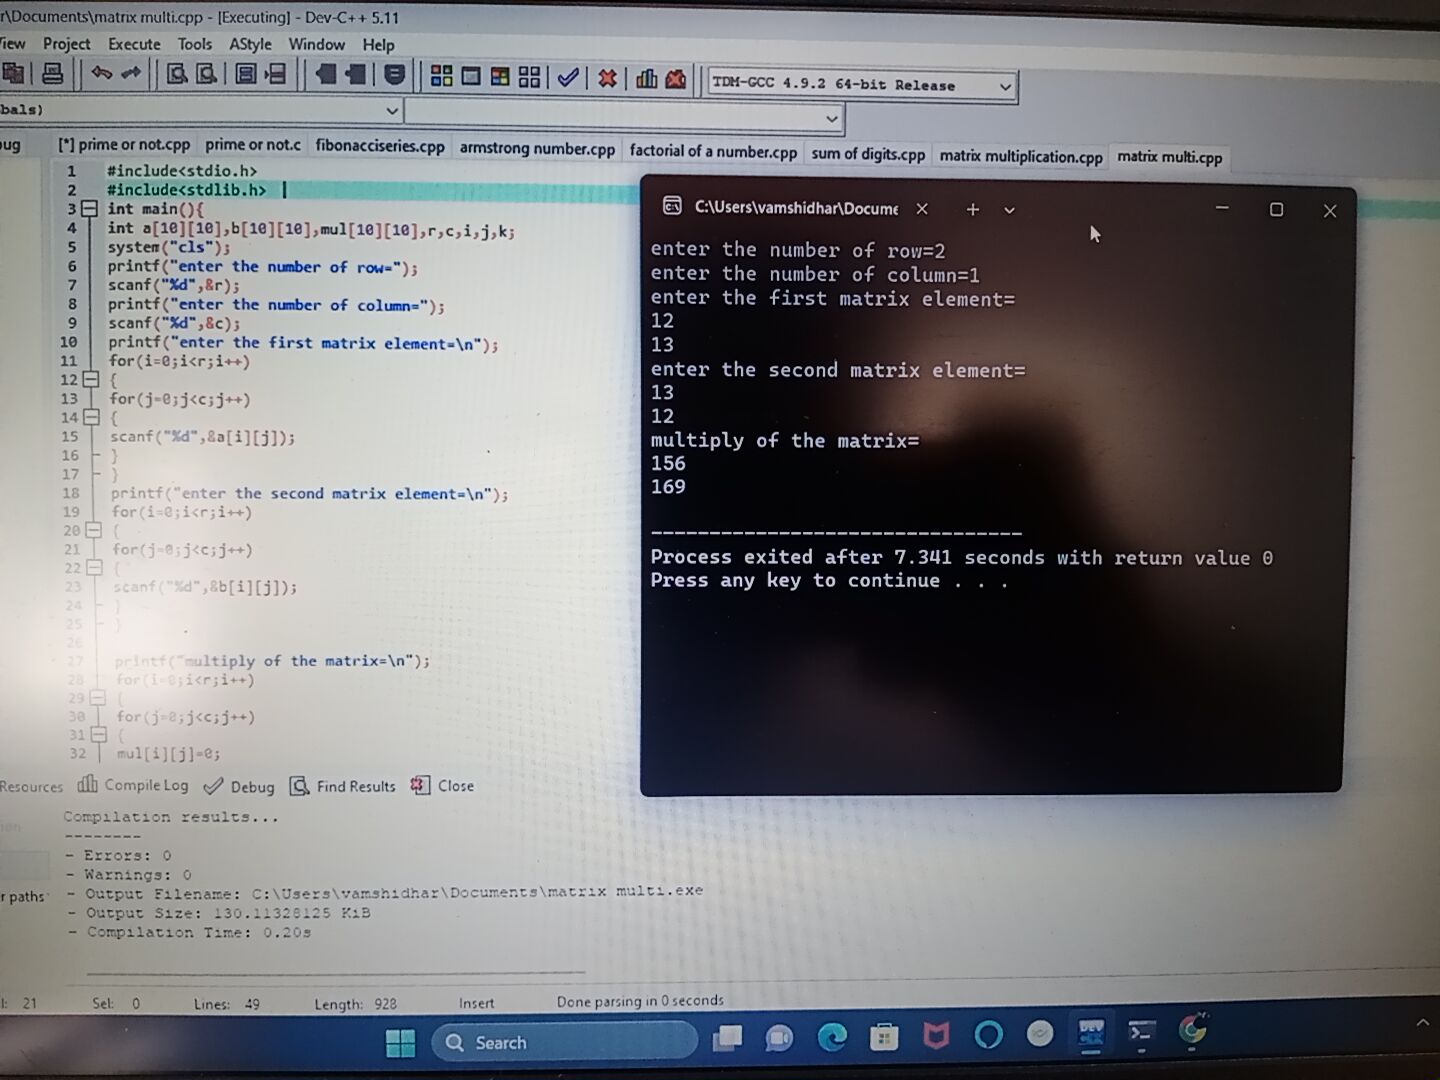 r\Documents\matrix multi.cpp - [Executing] - Dev-C++ 5.11
View Project Execute Tools AStyle Window Help
TDM-GCC 4.9.2 64-bit Release
bals)
ug [*] prime or not.cpp prime or not.c fibonacciseries.cpp armstrong number.cpp factorial of a number.cpp sum of digits.cpp matrix multiplication.cpp matrix multi.cpp
1 #include<stdio.h>
2 #include<stdlib.h>
3 int main(){
4 int a[10][10],b[10][10],mul[10][10],r,c,i,j,k;
5 system("cls");
6 printf("enter the number of row=");
7 scanf("%d",&r);
8 printf("enter the number of column=");
9 scanf("%d",&c);
10 printf("enter the first matrix element=\n");
11 for(i=0;i<r;i++)
12 {
13 for(j=0;j<c;j++)
14 {
15 scanf("%d",&a[i][j]);
16 }
17 }
18 printf("enter the second matrix element=\n");
19 for(i=0;i<r;i++)
20 {
21 for(j=0;j<c;j++)
22 {
23 scanf("%d",&b[i][j]);
24 }
25 }
26
27 printf("multiply of the matrix=\n");
28 for(i=0;i<r;i++)
29 {
30 for(j=0;j<c;j++)
31 {
32 mul[i][j]=0;
C:\Users\vamshidhar\Docume
enter the number of row=2
enter the number of column=1
enter the first matrix element=
12
13
enter the second matrix element=
13
12
multiply of the matrix=
156
169
--------------------------------
Process exited after 7.341 seconds with return value 0
Press any key to continue . . .
Resources Compile Log Debug Find Results Close
Compilation results...
--------
- Errors: 0
- Warnings: 0
- Output Filename: C:\Users\vamshidhar\Documents\matrix multi.exe
- Output Size: 130.11328125 KiB
- Compilation Time: 0.20s
r paths
l: 21 Sel: 0 Lines: 49 Length: 928 Insert Done parsing in 0 seconds
Search
DEV